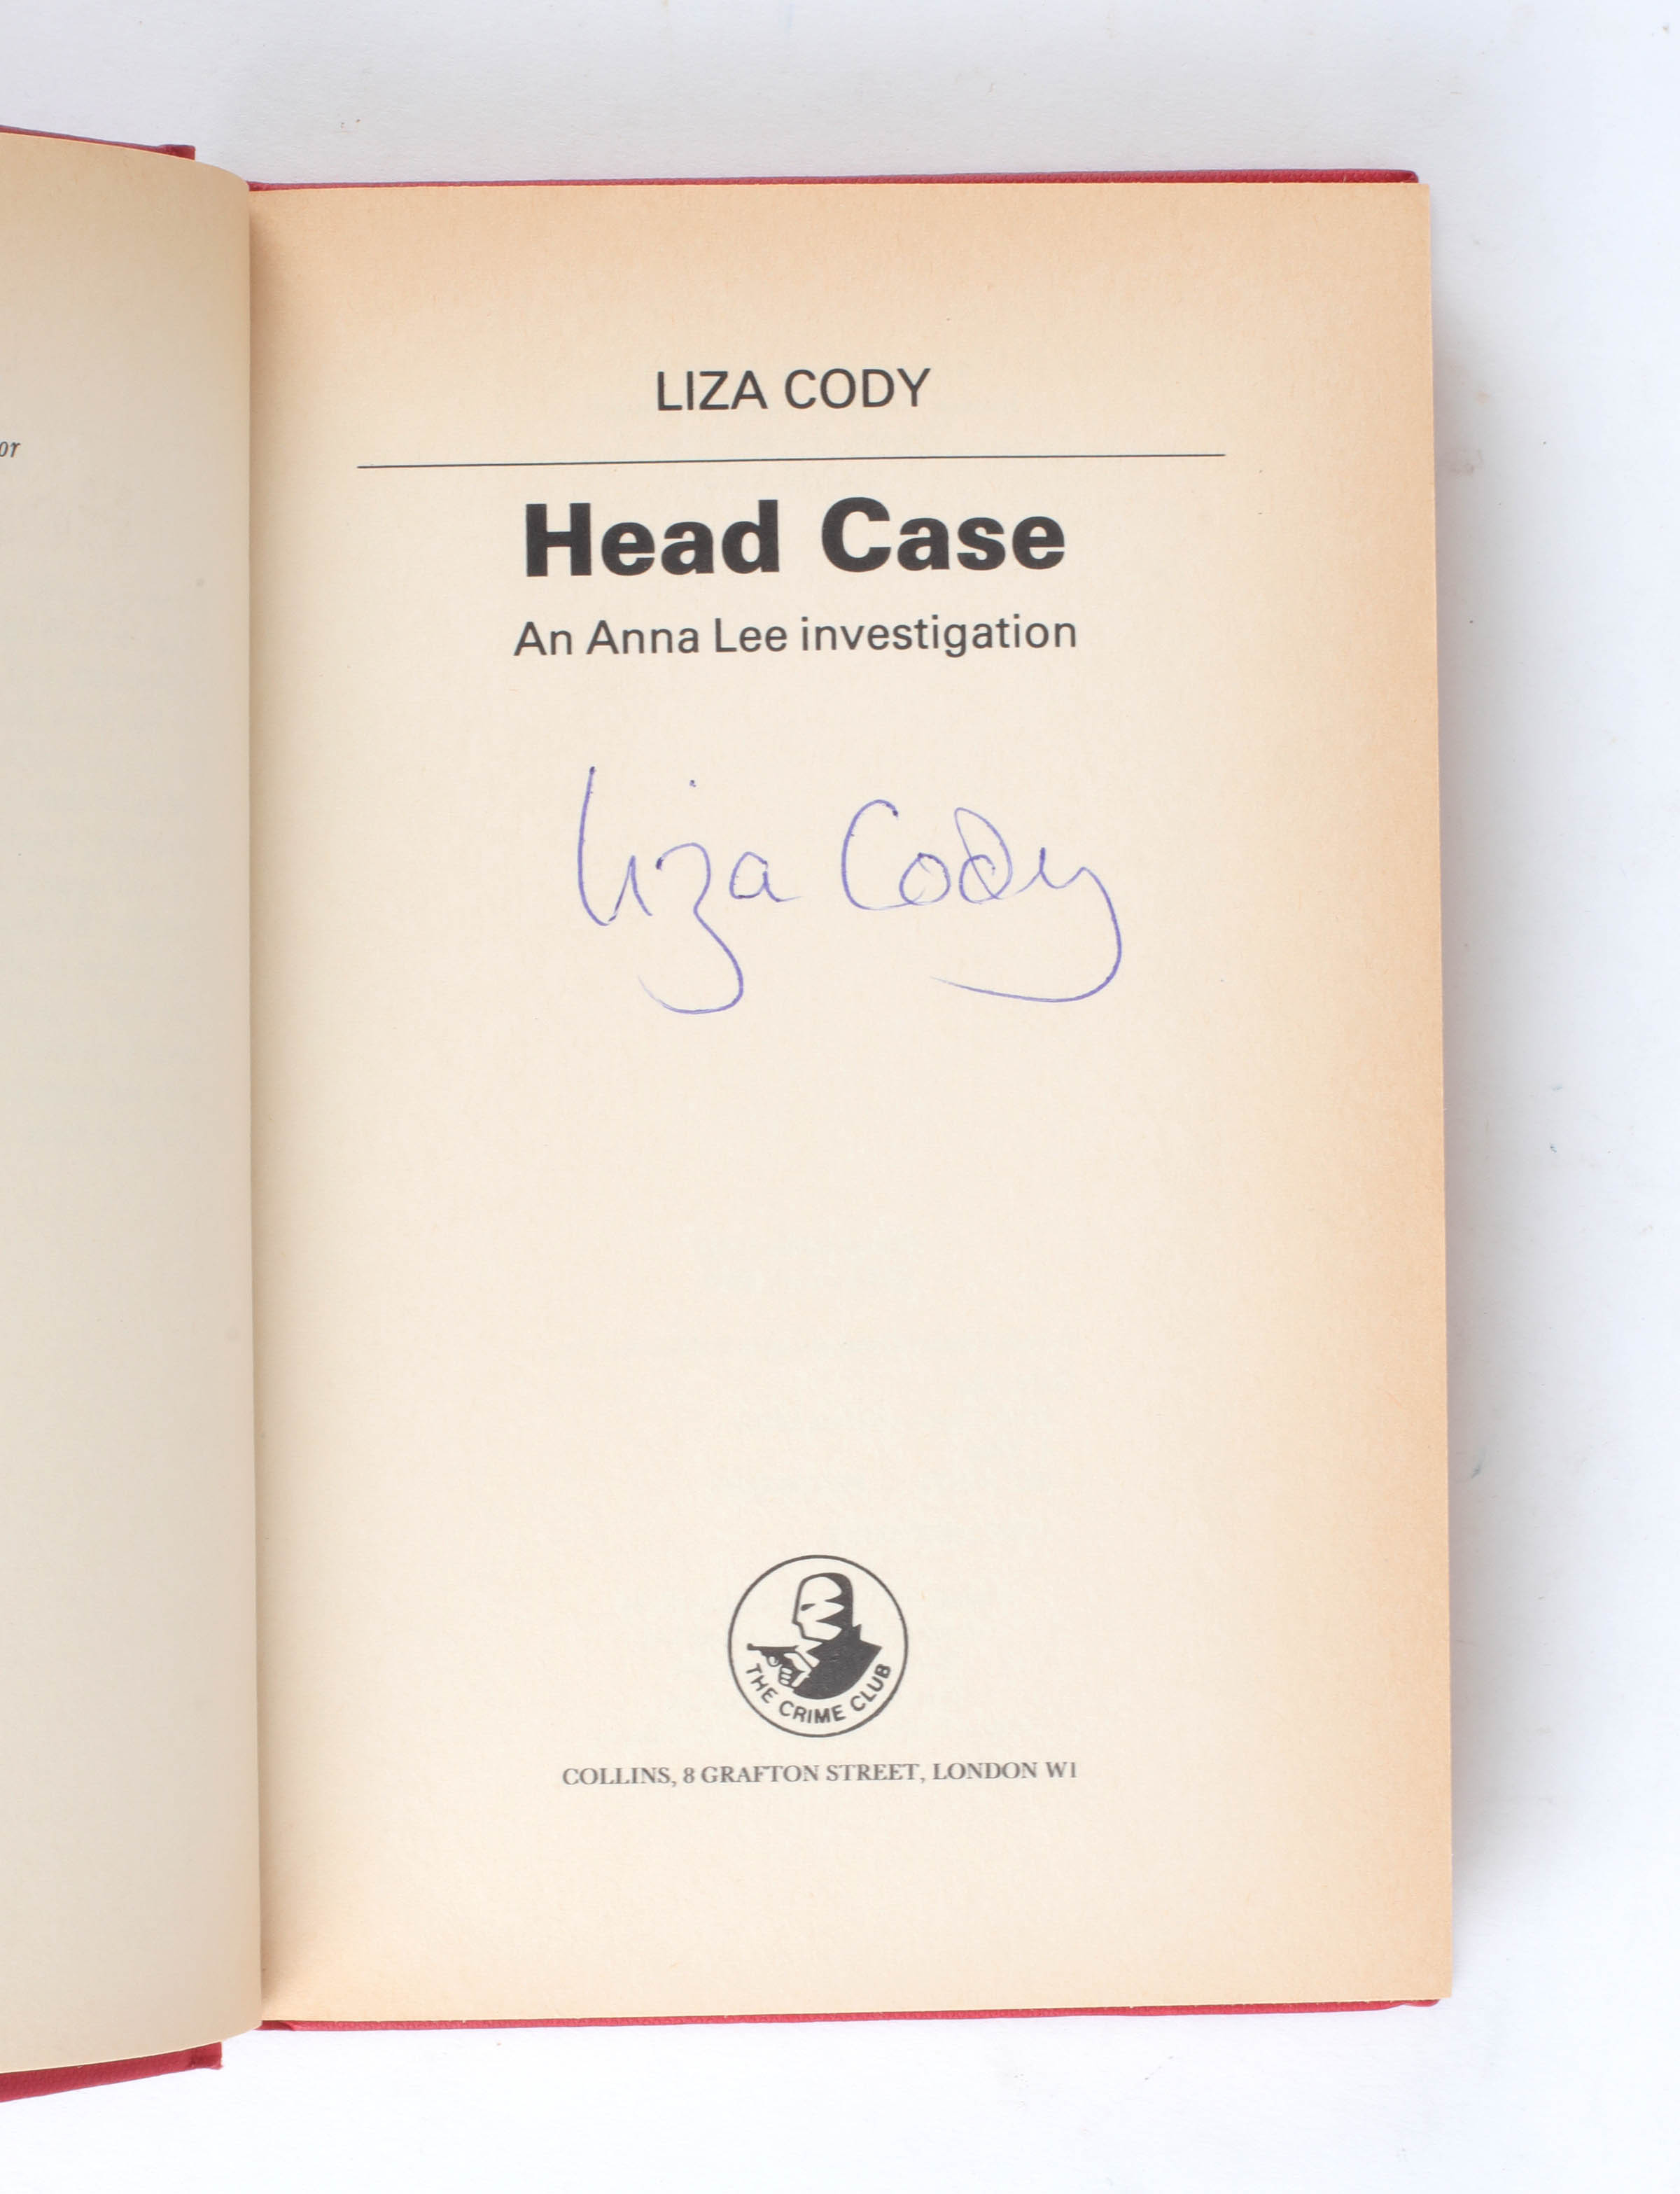 or
LIZA CODY
Head Case
An Anna Lee investigation
Liza Cody
THE CRIME CLUB
COLLINS, 8 GRAFTON STREET, LONDON W1